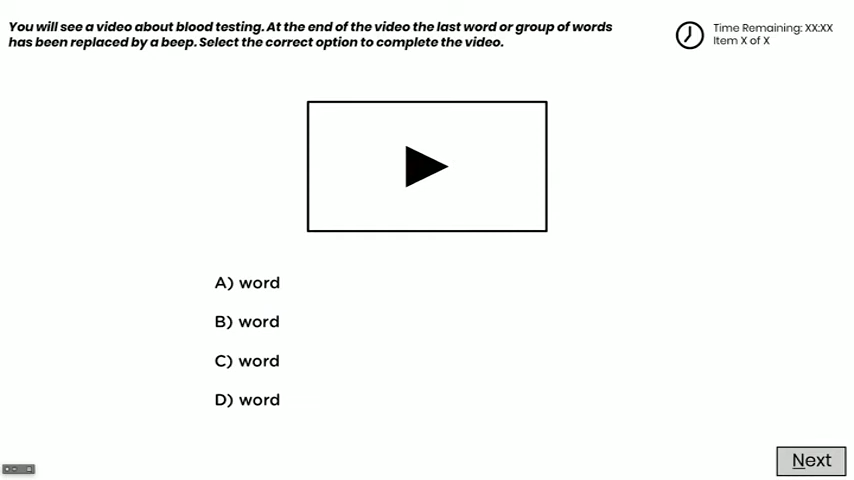 You will see a video about blood testing. At the end of the video the last word or group of words
has been replaced by a beep. Select the correct option to complete the video.
Time Remaining: XX:XX
Item X of X
A) word
B) word
C) word
D) word
Next